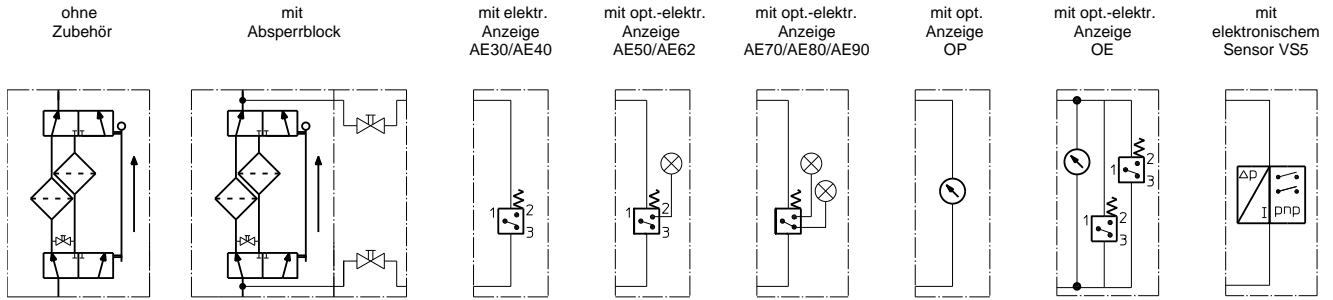 ohne
Zubehör
mit
Absperrblock
mit elektr.
Anzeige
AE30/AE40
mit opt.-elektr.
Anzeige
AE50/AE62
mit opt.-elektr.
Anzeige
AE70/AE80/AE90
mit opt.
Anzeige
OP
mit opt.-elektr.
Anzeige
OE
mit
elektronischem
Sensor VS5
1 2
3
1 2
3
1 2
3
1 2
3
1 2
3
Δp
I
pnp